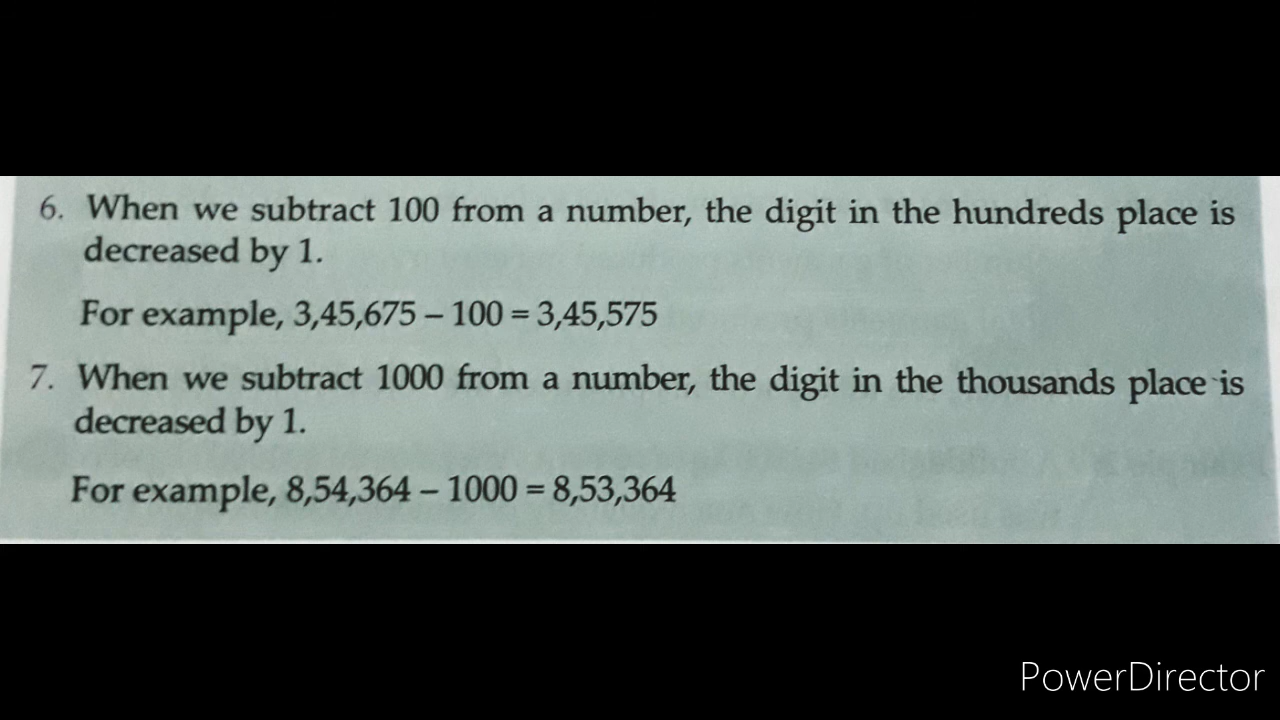 6. When we subtract 100 from a number, the digit in the hundreds place is
decreased by 1.
For example, 3,45,675 – 100 = 3,45,575
7. When we subtract 1000 from a number, the digit in the thousands place is
decreased by 1.
For example, 8,54,364 – 1000 = 8,53,364
PowerDirector